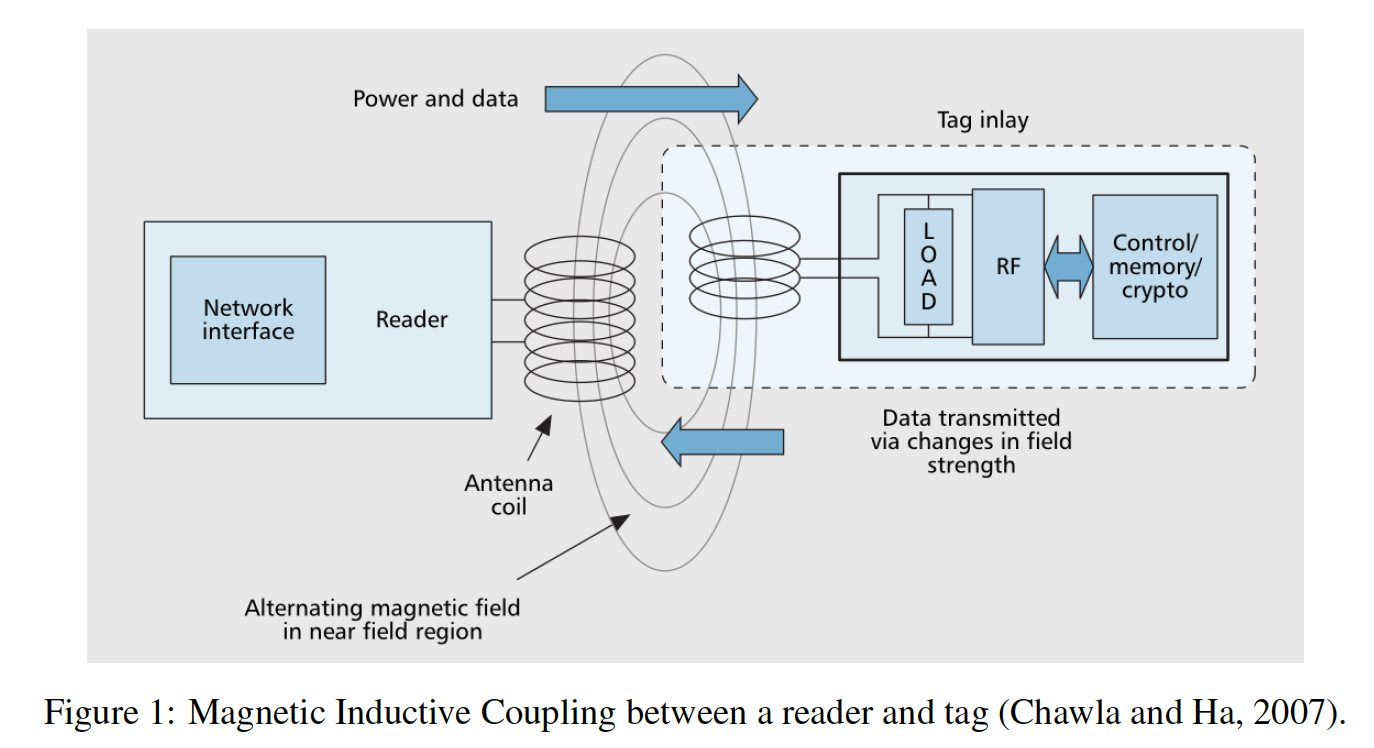 Power and data
Tag inlay
Network
interface
Reader
L
O
A
D
RF
Control/
memory/
crypto
Antenna
coil
Data transmitted
via changes in field
strength
Alternating magnetic field
in near field region
Figure 1: Magnetic Inductive Coupling between a reader and tag (Chawla and Ha, 2007).